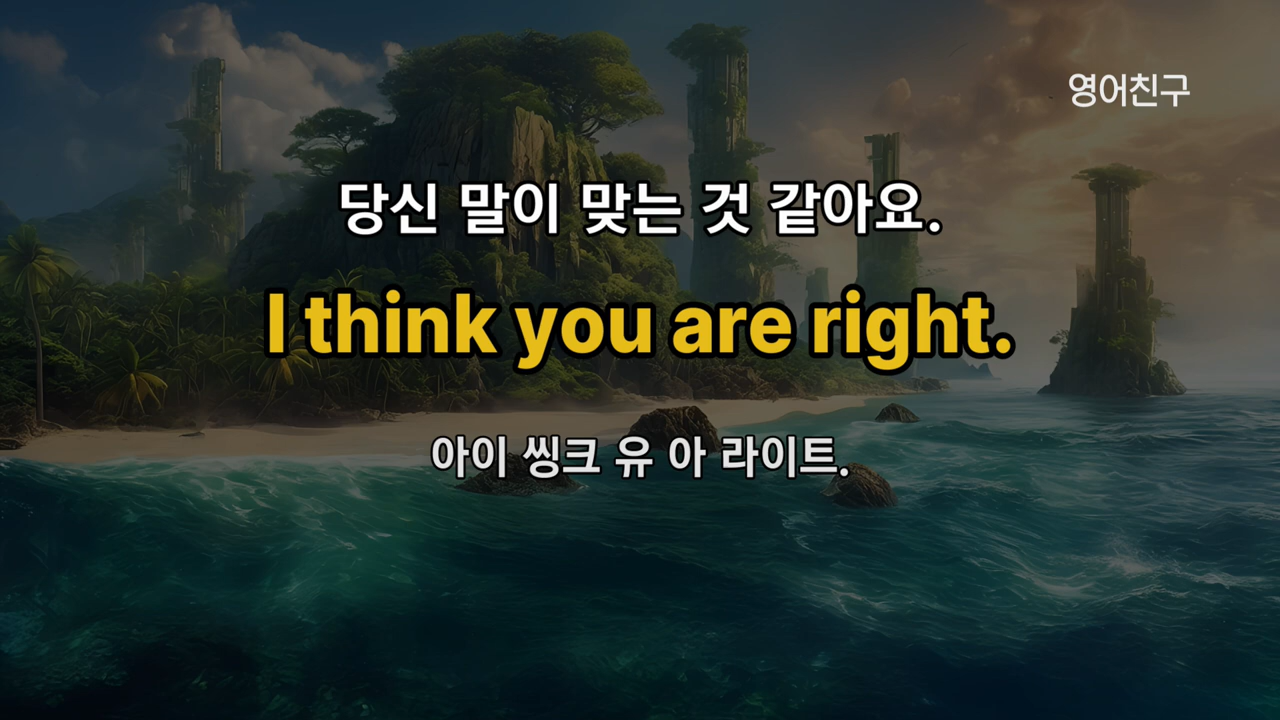 영어친구
당신 말이 맞는 것 같아요.
I think you are right.
아이 씽크 유 아 라이트.